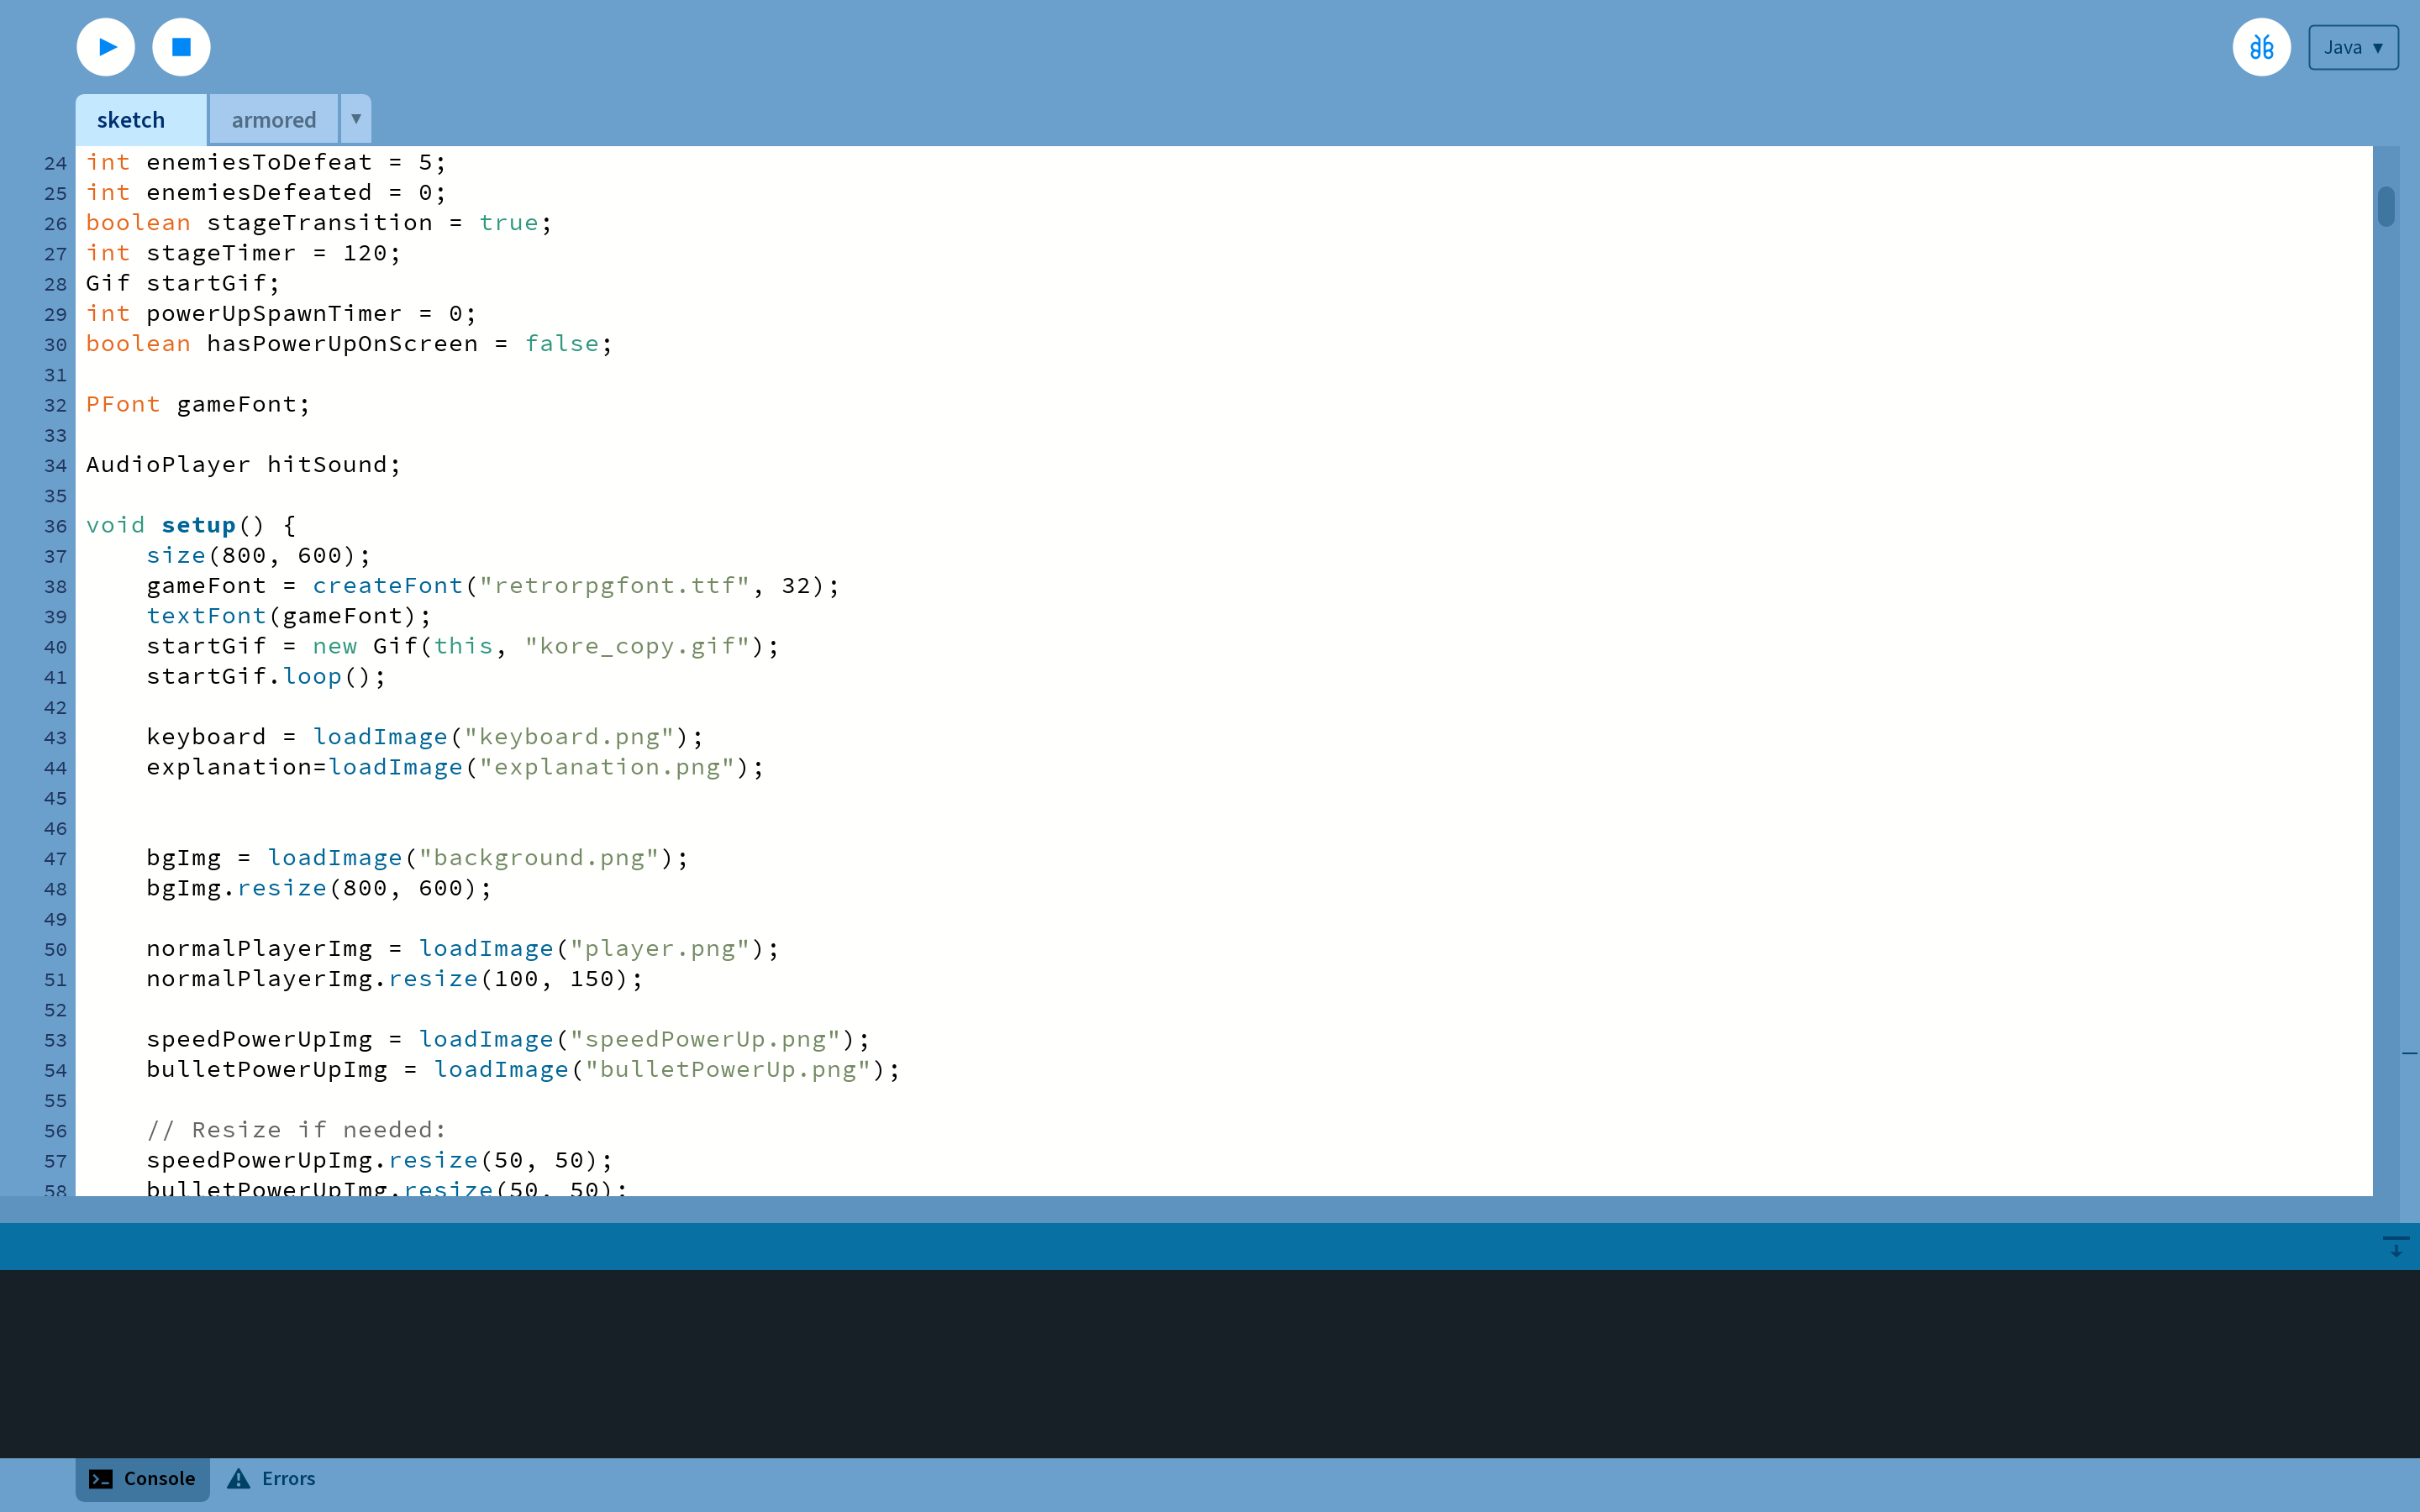 Java ▼
sketch armored ▼
24 int enemiesToDefeat = 5;
25 int enemiesDefeated = 0;
26 boolean stageTransition = true;
27 int stageTimer = 120;
28 Gif startGif;
29 int powerUpSpawnTimer = 0;
30 boolean hasPowerUpOnScreen = false;
31
32 PFont gameFont;
33
34 AudioPlayer hitSound;
35
36 void setup() {
37     size(800, 600);
38     gameFont = createFont("retrorpgfont.ttf", 32);
39     textFont(gameFont);
40     startGif = new Gif(this, "kore_copy.gif");
41     startGif.loop();
42
43     keyboard = loadImage("keyboard.png");
44     explanation=loadImage("explanation.png");
45
46
47     bgImg = loadImage("background.png");
48     bgImg.resize(800, 600);
49
50     normalPlayerImg = loadImage("player.png");
51     normalPlayerImg.resize(100, 150);
52
53     speedPowerUpImg = loadImage("speedPowerUp.png");
54     bulletPowerUpImg = loadImage("bulletPowerUp.png");
55
56     // Resize if needed:
57     speedPowerUpImg.resize(50, 50);
58     bulletPowerUpImg.resize(50, 50);
Console Errors